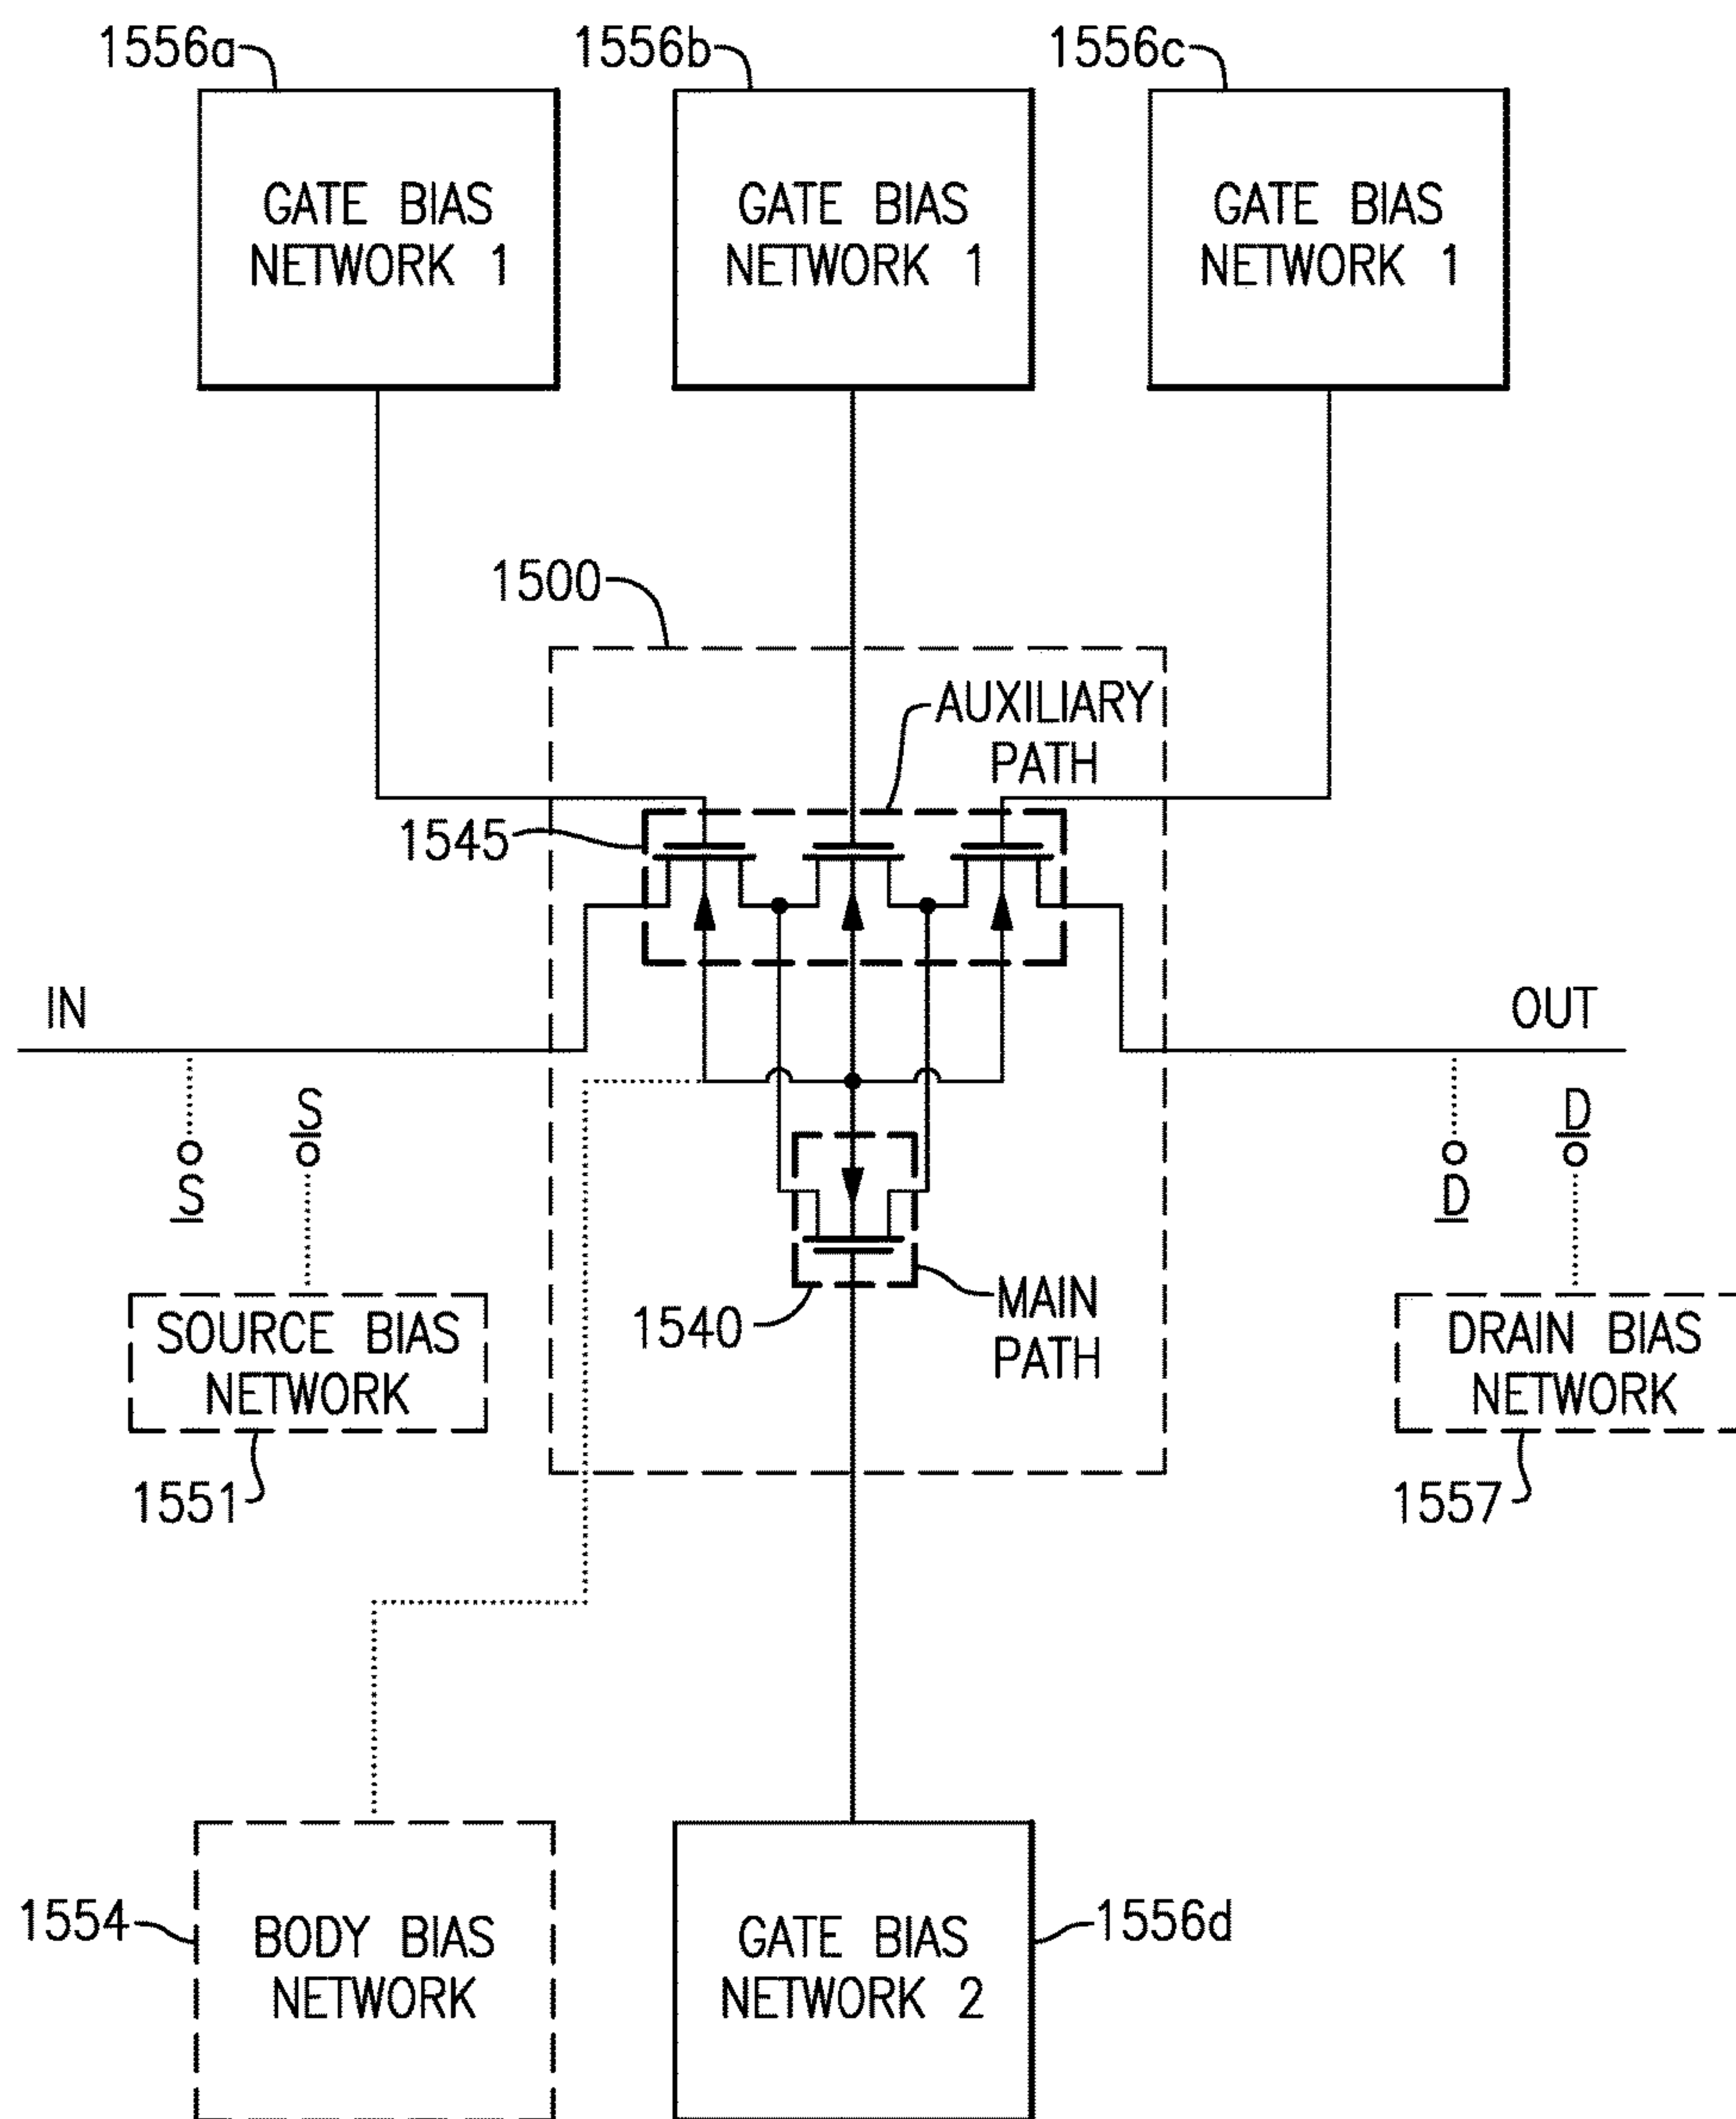 1556a
1556b
1556c
GATE BIAS
NETWORK 1
GATE BIAS
NETWORK 1
GATE BIAS
NETWORK 1
1500
AUXILIARY
PATH
1545
IN
OUT
S
S
D
D
SOURCE BIAS
NETWORK
1551
1540
MAIN
PATH
DRAIN BIAS
NETWORK
1557
1554
BODY BIAS
NETWORK
GATE BIAS
NETWORK 2
1556d